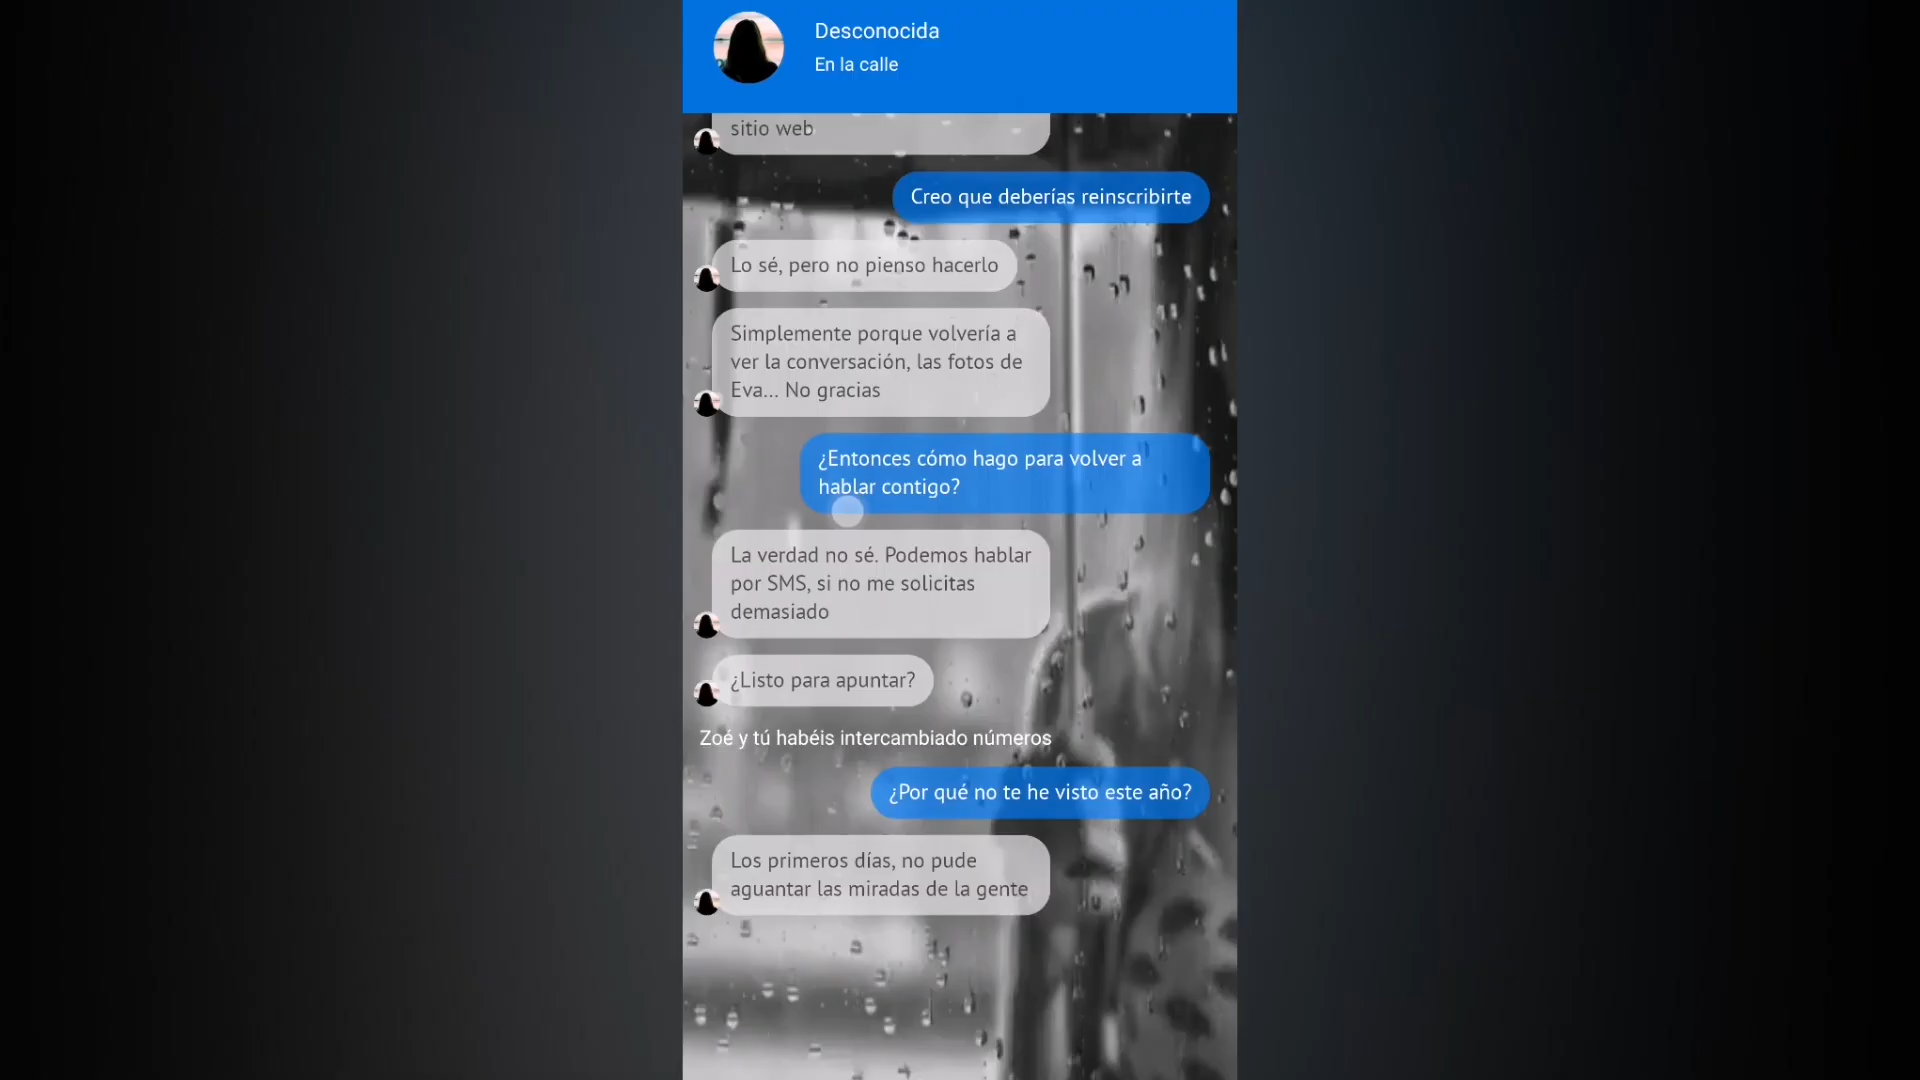 Desconocida
En la calle
sitio web
Creo que deberías reinscribirte
Lo sé, pero no pienso hacerlo
Simplemente porque volvería a
ver la conversación, las fotos de
Eva... No gracias
¿Entonces cómo hago para volver a
hablar contigo?
La verdad no sé. Podemos hablar
por SMS, si no me solicitas
demasiado
¿Listo para apuntar?
Zoé y tú habéis intercambiado números
¿Por qué no te he visto este año?
Los primeros días, no pude
aguantar las miradas de la gente